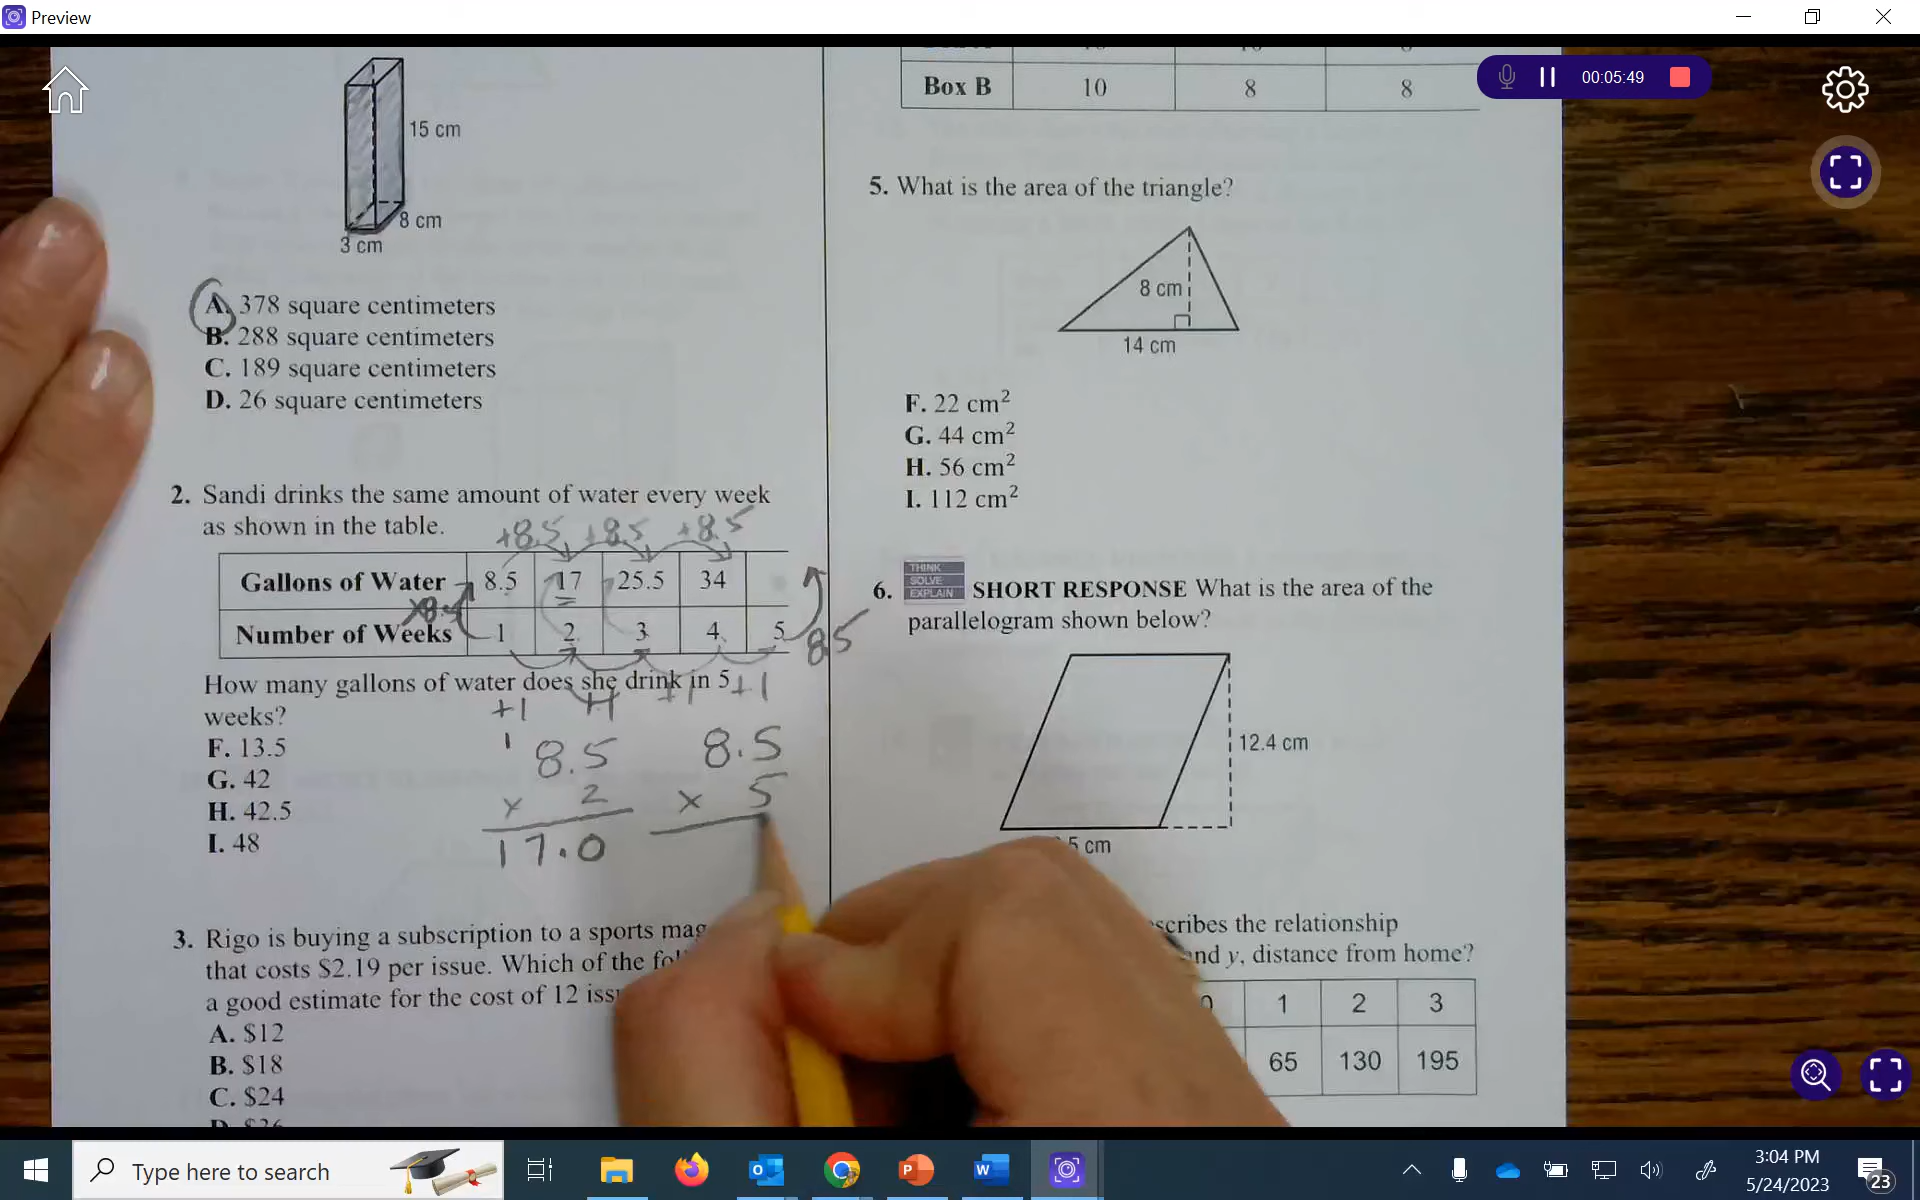 Preview
00:05:49
15 cm
8 cm
3 cm
A. 378 square centimeters
B. 288 square centimeters
C. 189 square centimeters
D. 26 square centimeters
2. Sandi drinks the same amount of water every week
as shown in the table.
+8.5 +8.5 +8.5
Gallons of Water 8.5 17 25.5 34
Number of Weeks 1 2 3 4 5
8.5
How many gallons of water does she drink in 5
weeks?
+1 +1 +1 +1
F. 13.5
G. 42
H. 42.5
I. 48
1
8.5
x 2
17.0
8.5
x 5
3. Rigo is buying a subscription to a sports mag
that costs $2.19 per issue. Which of the fol
a good estimate for the cost of 12 iss
A. $12
B. $18
C. $24
Box B 10 8 8
5. What is the area of the triangle?
8 cm
14 cm
F. 22 cm²
G. 44 cm²
H. 56 cm²
I. 112 cm²
6. THINK SOLVE EXPLAIN SHORT RESPONSE What is the area of the
parallelogram shown below?
12.4 cm
5 cm
scribes the relationship
and y, distance from home?
0 1 2 3
65 130 195
Type here to search
3:04 PM
5/24/2023
23